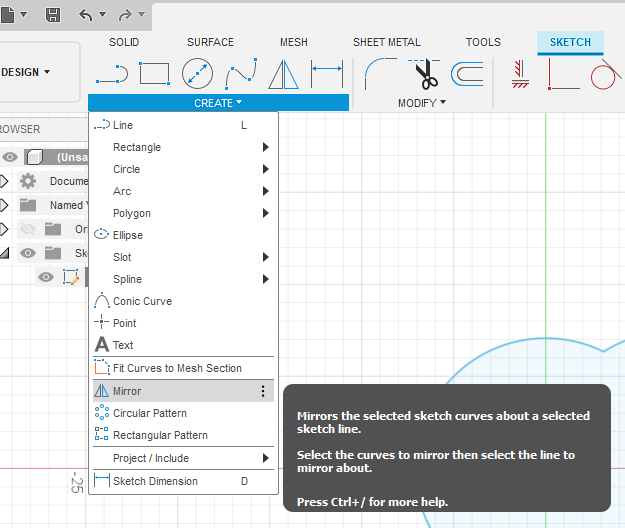 SOLID SURFACE MESH SHEET METAL TOOLS SKETCH
DESIGN
CREATE MODIFY
ROWSER
(Unsa
Docume
Named V
Or
Sk
Line L
Rectangle
Circle
Arc
Polygon
Ellipse
Slot
Spline
Conic Curve
Point
A Text
Fit Curves to Mesh Section
Mirror
Circular Pattern
Rectangular Pattern
Project / Include
Sketch Dimension D
Mirrors the selected sketch curves about a selected
sketch line.
Select the curves to mirror then select the line to
mirror about.
Press Ctrl+/ for more help.
-25